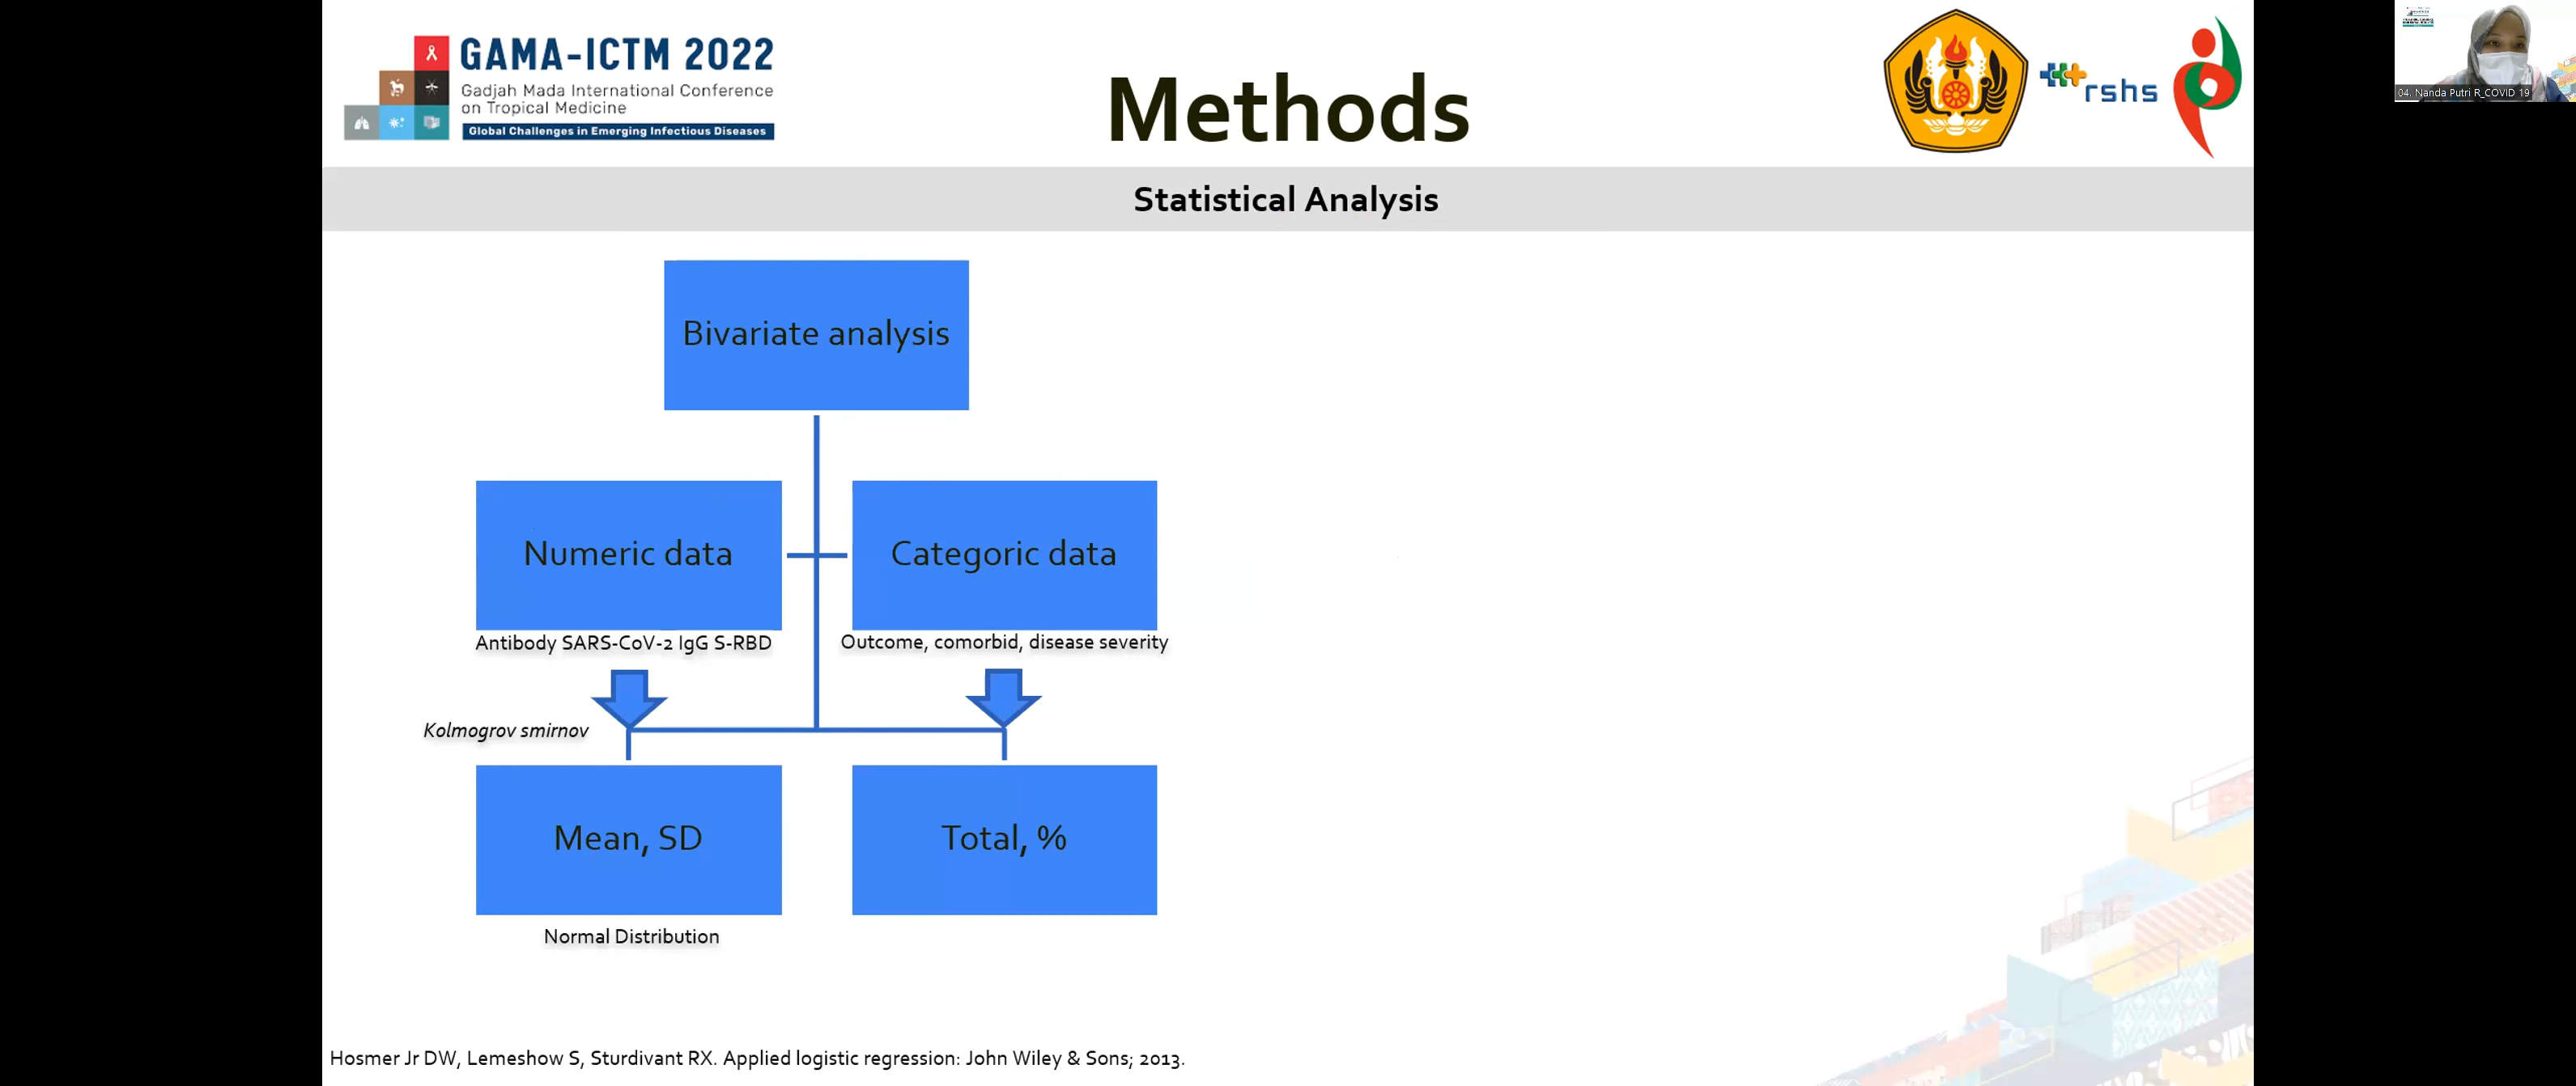 GAMA-ICTM 2022
Gadjah Mada International Conference
on Tropical Medicine
Global Challenges in Emerging Infectious Diseases
Methods
rshs
04. Nanda Putri R_COVID 19
Statistical Analysis
Bivariate analysis
Numeric data
Categoric data
Antibody SARS-CoV-2 IgG S-RBD
Outcome, comorbid, disease severity
Kolmogrov smirnov
Mean, SD
Total, %
Normal Distribution
Hosmer Jr DW, Lemeshow S, Sturdivant RX. Applied logistic regression: John Wiley & Sons; 2013.